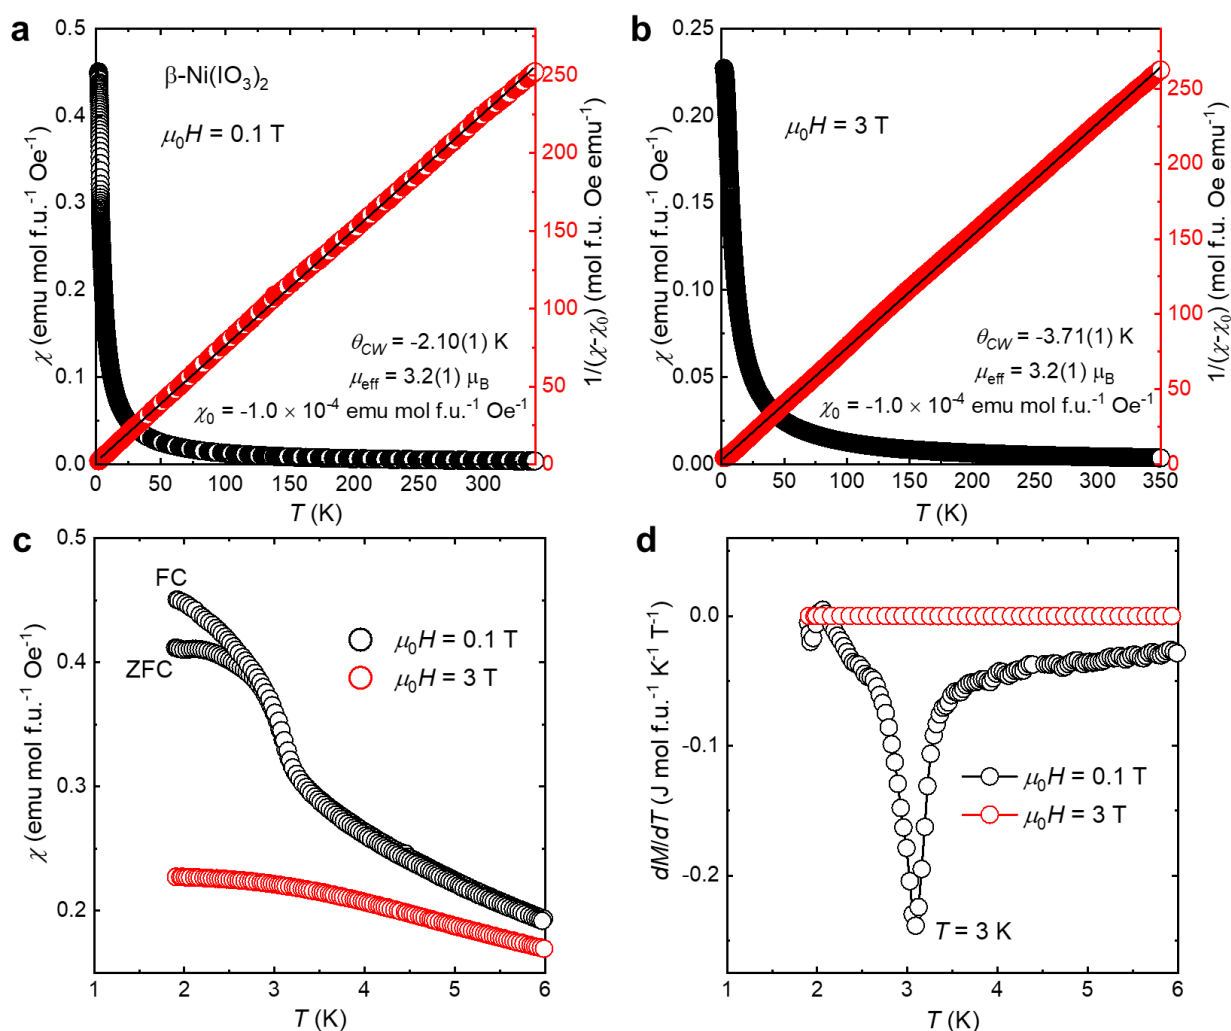 a
β-Ni(IO₃)₂
μ₀H = 0.1 T
θ_CW = -2.10(1) K
μ_eff = 3.2(1) μ_B
χ₀ = -1.0 × 10⁻⁴ emu mol f.u.⁻¹ Oe⁻¹
χ (emu mol f.u.⁻¹ Oe⁻¹)
0.5
0.4
0.3
0.2
0.1
0.0
0 50 100 150 200 250 300
T (K)
250
200
150
100
50
0
1/(χ-χ₀) (mol f.u. Oe emu⁻¹)
b
μ₀H = 3 T
θ_CW = -3.71(1) K
μ_eff = 3.2(1) μ_B
χ₀ = -1.0 × 10⁻⁴ emu mol f.u.⁻¹ Oe⁻¹
χ (emu mol f.u.⁻¹ Oe⁻¹)
0.25
0.20
0.15
0.10
0.05
0.00
0 50 100 150 200 250 300 350
T (K)
250
200
150
100
50
0
1/(χ-χ₀) (mol f.u. Oe emu⁻¹)
c
FC
ZFC
μ₀H = 0.1 T
μ₀H = 3 T
χ (emu mol f.u.⁻¹ Oe⁻¹)
0.5
0.4
0.3
0.2
1 2 3 4 5 6
T (K)
d
μ₀H = 0.1 T
μ₀H = 3 T
T = 3 K
dM/dT (J mol f.u.⁻¹ K⁻¹ T⁻¹)
0.0
-0.1
-0.2
1 2 3 4 5 6
T (K)